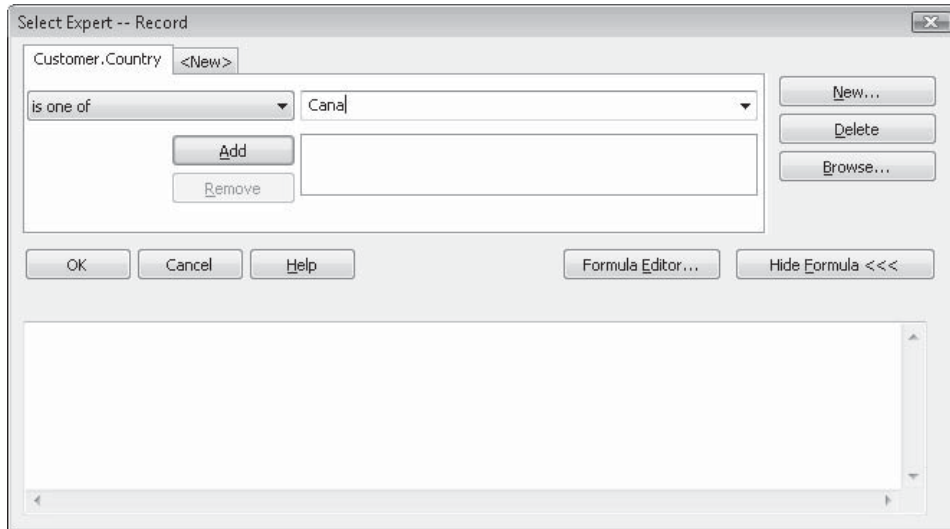 Select Expert -- Record
Customer.Country <New>
is one of Cana
New...
Add
Delete
Remove
Browse...
OK Cancel Help Formula Editor... Hide Formula <<<